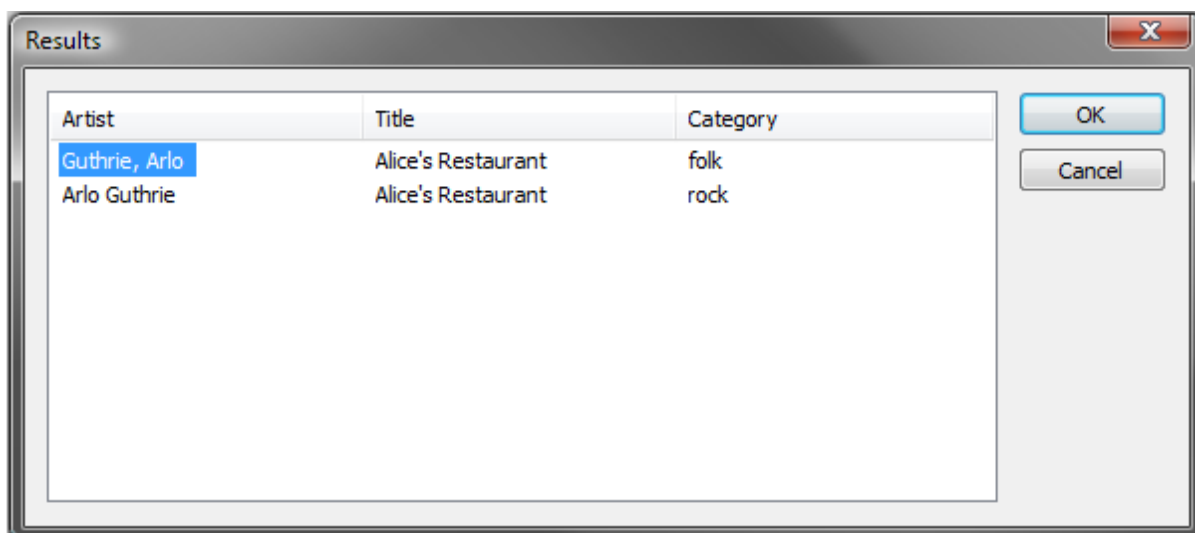 Results
Artist Title Category OK
Guthrie, Arlo Alice's Restaurant folk Cancel
Arlo Guthrie Alice's Restaurant rock